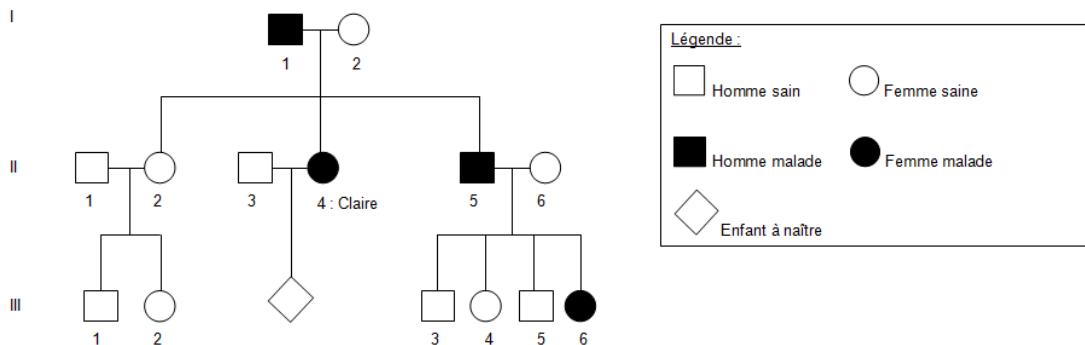 I
1 2
II
1 2 3 4 : Claire 5 6
III
1 2 3 4 5 6
Légende :
Homme sain Femme saine
Homme malade Femme malade
Enfant à naître